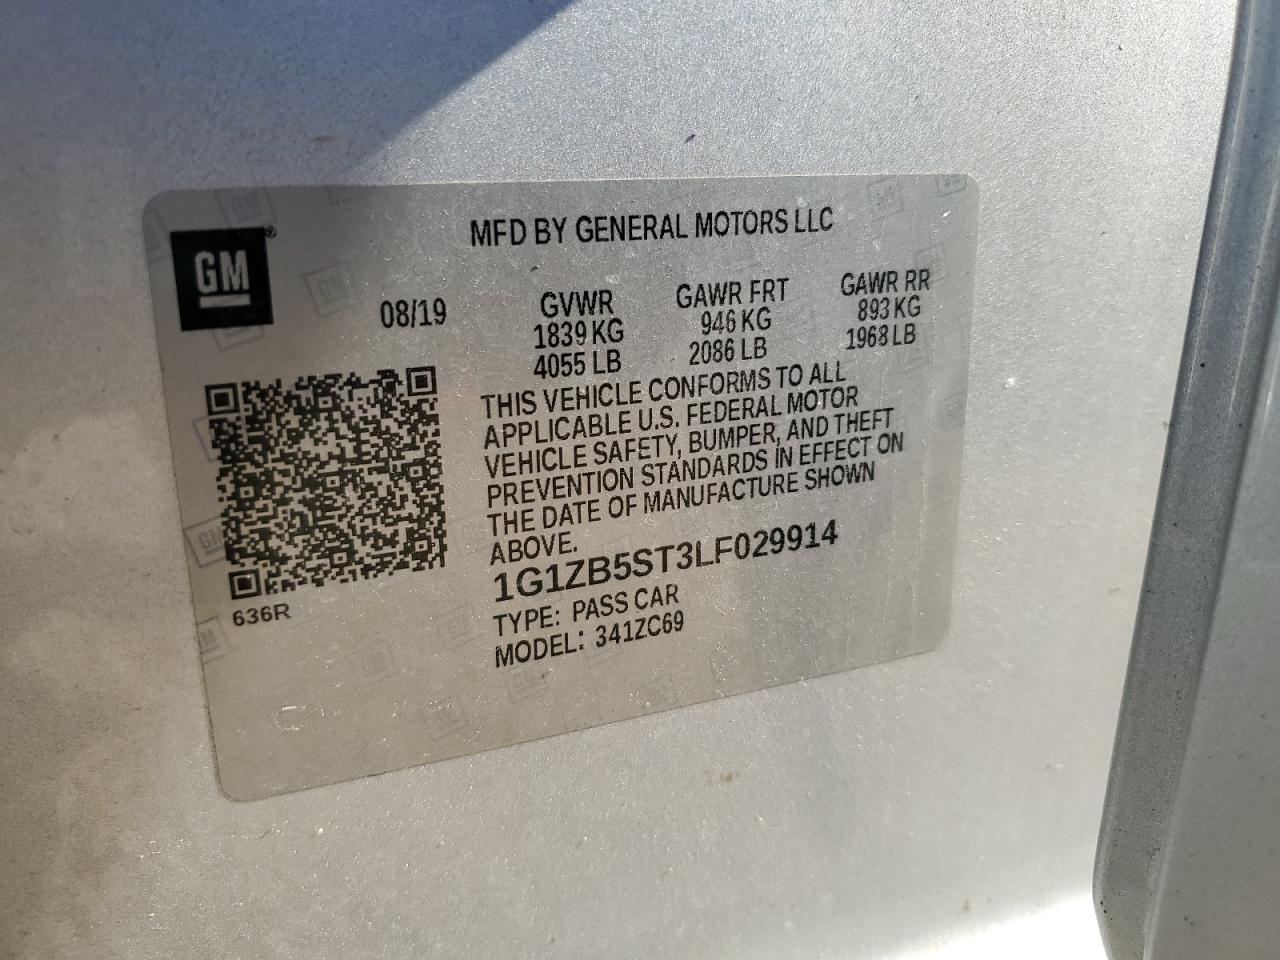 MFD BY GENERAL MOTORS LLC
GM ®
08/19
GVWR GAWR FRT GAWR RR
1839 KG 946 KG 893 KG
4055 LB 2086 LB 1968 LB
THIS VEHICLE CONFORMS TO ALL
APPLICABLE U.S. FEDERAL MOTOR
VEHICLE SAFETY, BUMPER, AND THEFT
PREVENTION STANDARDS IN EFFECT ON
THE DATE OF MANUFACTURE SHOWN
ABOVE.
1G1ZB5ST3LF029914
TYPE: PASS CAR
MODEL: 341ZC69
636R